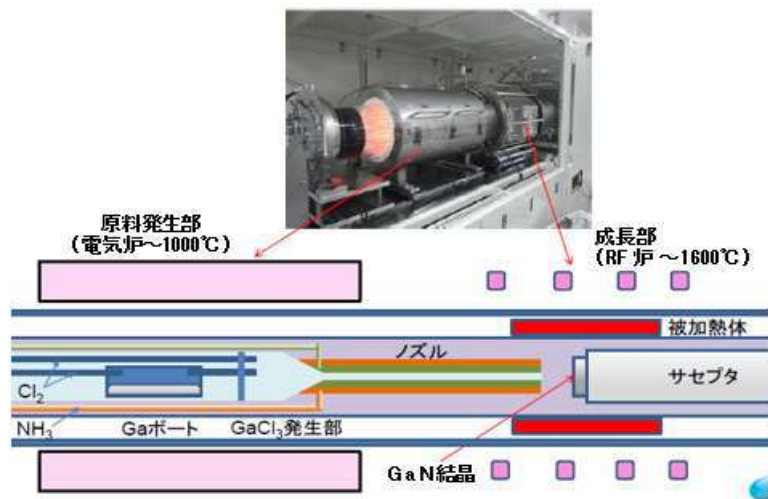 原料発生部
(電気炉～1000℃)
成長部
(RF炉～1600℃)
被加熱体
ノズル
サセプタ
Cl₂
NH₃
Gaボート
GaCl₃発生部
GaN結晶